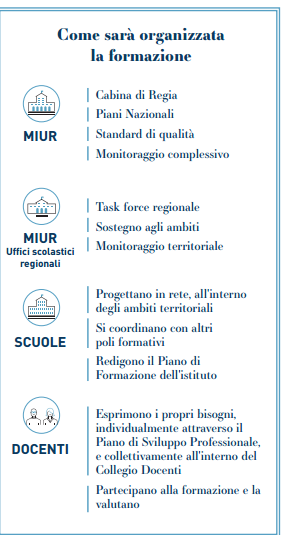 Come sarà organizzata
la formazione
MIUR
Cabina di Regia
Piani Nazionali
Standard di qualità
Monitoraggio complessivo
MIUR
Uffici scolastici
regionali
Task force regionale
Sostegno agli ambiti
Monitoraggio territoriale
SCUOLE
Progettano in rete, all'interno
degli ambiti territoriali
Si coordinano con altri
poli formativi
Redigono il Piano di
Formazione dell'istituto
DOCENTI
Esprimono i propri bisogni,
individualmente attraverso il
Piano di Sviluppo Professionale,
e collettivamente all'interno del
Collegio Docenti
Partecipano alla formazione e la
valutano